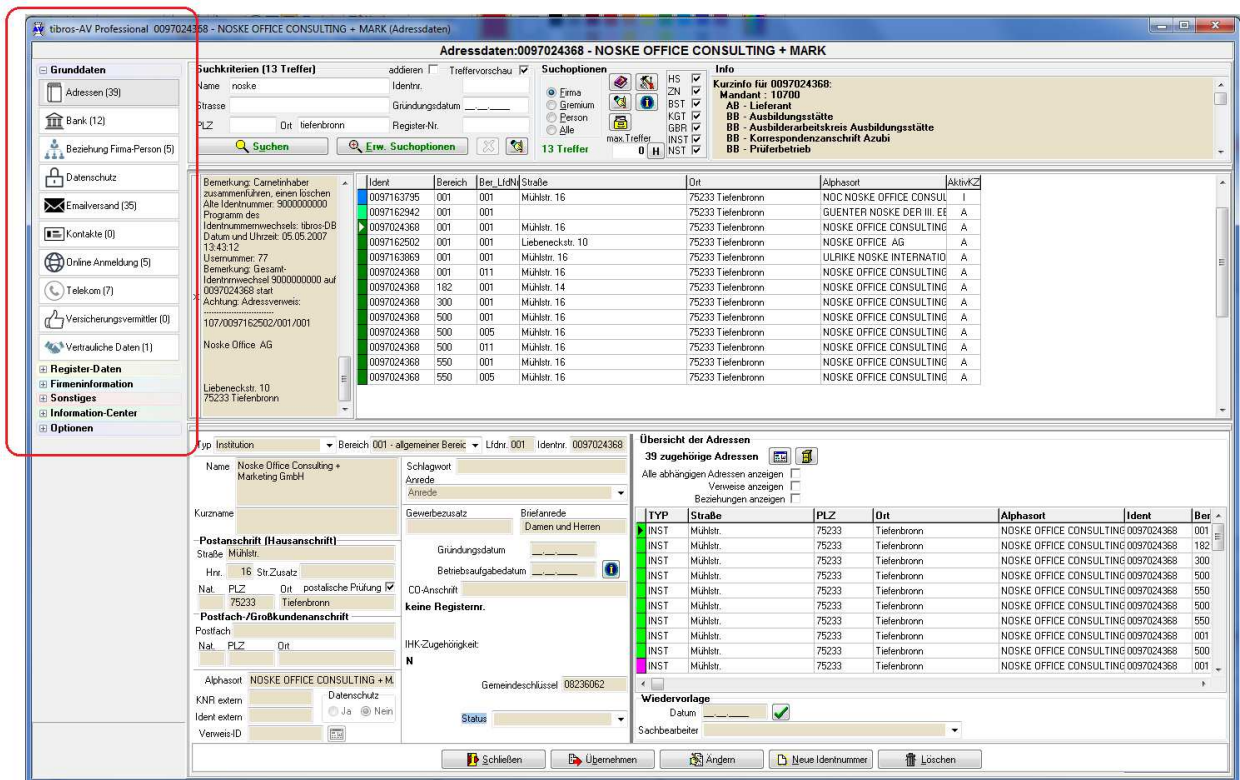 tibros-AV Professional 0097024368 - NOSKE OFFICE CONSULTING + MARK (Adressdaten)
Adressdaten:0097024368 - NOSKE OFFICE CONSULTING + MARK
Grunddaten
Adressen (39)
Bank (12)
Beziehung Firma-Person (5)
Datenschutz
Emailversand (35)
Kontakte (0)
Online Anmeldung (5)
Telekom (7)
Versicherungsvermittler (0)
Vertrauliche Daten (1)
Register-Daten
Firmeninformation
Sonstiges
Information-Center
Optionen
Suchkriterien (13 Treffer) addieren Treffervorschau
Name noske Identnr.
Strasse Gründungsdatum __.__.____
PLZ Ort tiefenbronn Register-Nr.
Suchen Erw. Suchoptionen
Suchoptionen
Firma
Gremium
Person
Alle
13 Treffer
max.Treffer
0 H
HS
ZN
BST
KGT
GBR
INST
NST
Info
Kurzinfo für 0097024368:
Mandant : 10700
AB - Lieferant
BB - Ausbildungsstätte
BB - Ausbilderarbeitskreis Ausbildungsstätte
BB - Korrespondenzanschrift Azubi
BB - Prüferbetrieb
Bemerkung: Carnetinhaber
zusammenführen, einen löschen
Alte Identnummer: 9000000000
Programm des
Identnummernwechsels: tibros-DB
Datum und Uhrzeit: 05.05.2007
13:43:12
Usernummer: 77
Bemerkung: Gesamt-
Identnrnwechsel 9000000000 auf
0097024368 start
Achtung: Adressverweis:
---------------------------
107/0097162502/001/001
Noske Office AG
Liebeneckstr. 10
75233 Tiefenbronn
Ident Bereich Ber_LfdNr Straße Ort Alphasort AktivKZ
0097163795 001 001 Mühlstr. 16 75233 Tiefenbronn NOC NOSKE OFFICE CONSUL I
0097162942 001 001 75233 Tiefenbronn GUENTER NOSKE DER III. EE A
0097024368 001 001 Mühlstr. 16 75233 Tiefenbronn NOSKE OFFICE CONSULTING A
0097162502 001 001 Liebeneckstr. 10 75233 Tiefenbronn NOSKE OFFICE AG A
0097163869 001 001 Mühlstrr. 16 75233 Tiefenbronn ULRIKE NOSKE INTERNATIO A
0097024368 001 011 Mühlstr. 16 75233 Tiefenbronn NOSKE OFFICE CONSULTING A
0097024368 182 001 Mühlstr. 14 75233 Tiefenbronn NOSKE OFFICE CONSULTING A
0097024368 300 001 Mühlstr. 16 75233 Tiefenbronn NOSKE OFFICE CONSULTING A
0097024368 500 001 Mühlstr. 16 75233 Tiefenbronn NOSKE OFFICE CONSULTING A
0097024368 500 005 Mühlstr. 16 75233 Tiefenbronn NOSKE OFFICE CONSULTING A
0097024368 500 011 Mühlstr. 16 75233 Tiefenbronn NOSKE OFFICE CONSULTING A
0097024368 550 001 Mühlstr. 16 75233 Tiefenbronn NOSKE OFFICE CONSULTING A
0097024368 550 005 Mühlstr. 16 75233 Tiefenbronn NOSKE OFFICE CONSULTING A
Typ Institution Bereich 001 - allgemeiner Bereic Lfdnr. 001 Identnr. 0097024368
Name Noske Office Consulting +
Marketing GmbH
Kurzname
Postanschrift (Hausanschrift)
Straße Mühlstr.
Hnr. 16 Str.Zusatz
Nat. PLZ Ort postalische Prüfung
75233 Tiefenbronn
Postfach-/Großkundenanschrift
Postfach
Nat. PLZ Ort
Alphasort NOSKE OFFICE CONSULTING + M
KNR extern
Ident extern
Verweis-ID
Datenschutz
Ja Nein
Schlagwort
Anrede
Anrede
Gewerbezusatz Briefanrede
Damen und Herren
Gründungsdatum __.__.____
Betriebsaufgabedatum __.__.____
CO-Anschrift
keine Registernr.
IHK-Zugehörigkeit:
N
Gemeindeschlüssel 08236062
Status
Übersicht der Adressen
39 zugehörige Adressen
Alle abhängigen Adressen anzeigen
Verweise anzeigen
Beziehungen anzeigen
TYP Straße PLZ Ort Alphasort Ident Ber
INST Mühlstr. 75233 Tiefenbronn NOSKE OFFICE CONSULTING 0097024368 001
INST Mühlstr. 75233 Tiefenbronn NOSKE OFFICE CONSULTING 0097024368 182
INST Mühlstr. 75233 Tiefenbronn NOSKE OFFICE CONSULTING 0097024368 300
INST Mühlstr. 75233 Tiefenbronn NOSKE OFFICE CONSULTING 0097024368 500
INST Mühlstr. 75233 Tiefenbronn NOSKE OFFICE CONSULTING 0097024368 550
INST Mühlstr. 75233 Tiefenbronn NOSKE OFFICE CONSULTING 0097024368 500
INST Mühlstr. 75233 Tiefenbronn NOSKE OFFICE CONSULTING 0097024368 550
INST Mühlstr. 75233 Tiefenbronn NOSKE OFFICE CONSULTING 0097024368 001
INST Mühlstr. 75233 Tiefenbronn NOSKE OFFICE CONSULTING 0097024368 500
INST Mühlstr. 75233 Tiefenbronn NOSKE OFFICE CONSULTING 0097024368 001
Wiedervorlage
Datum __.__.____
Sachbearbeiter
Schließen Übernehmen Ändern Neue Identnummer Löschen